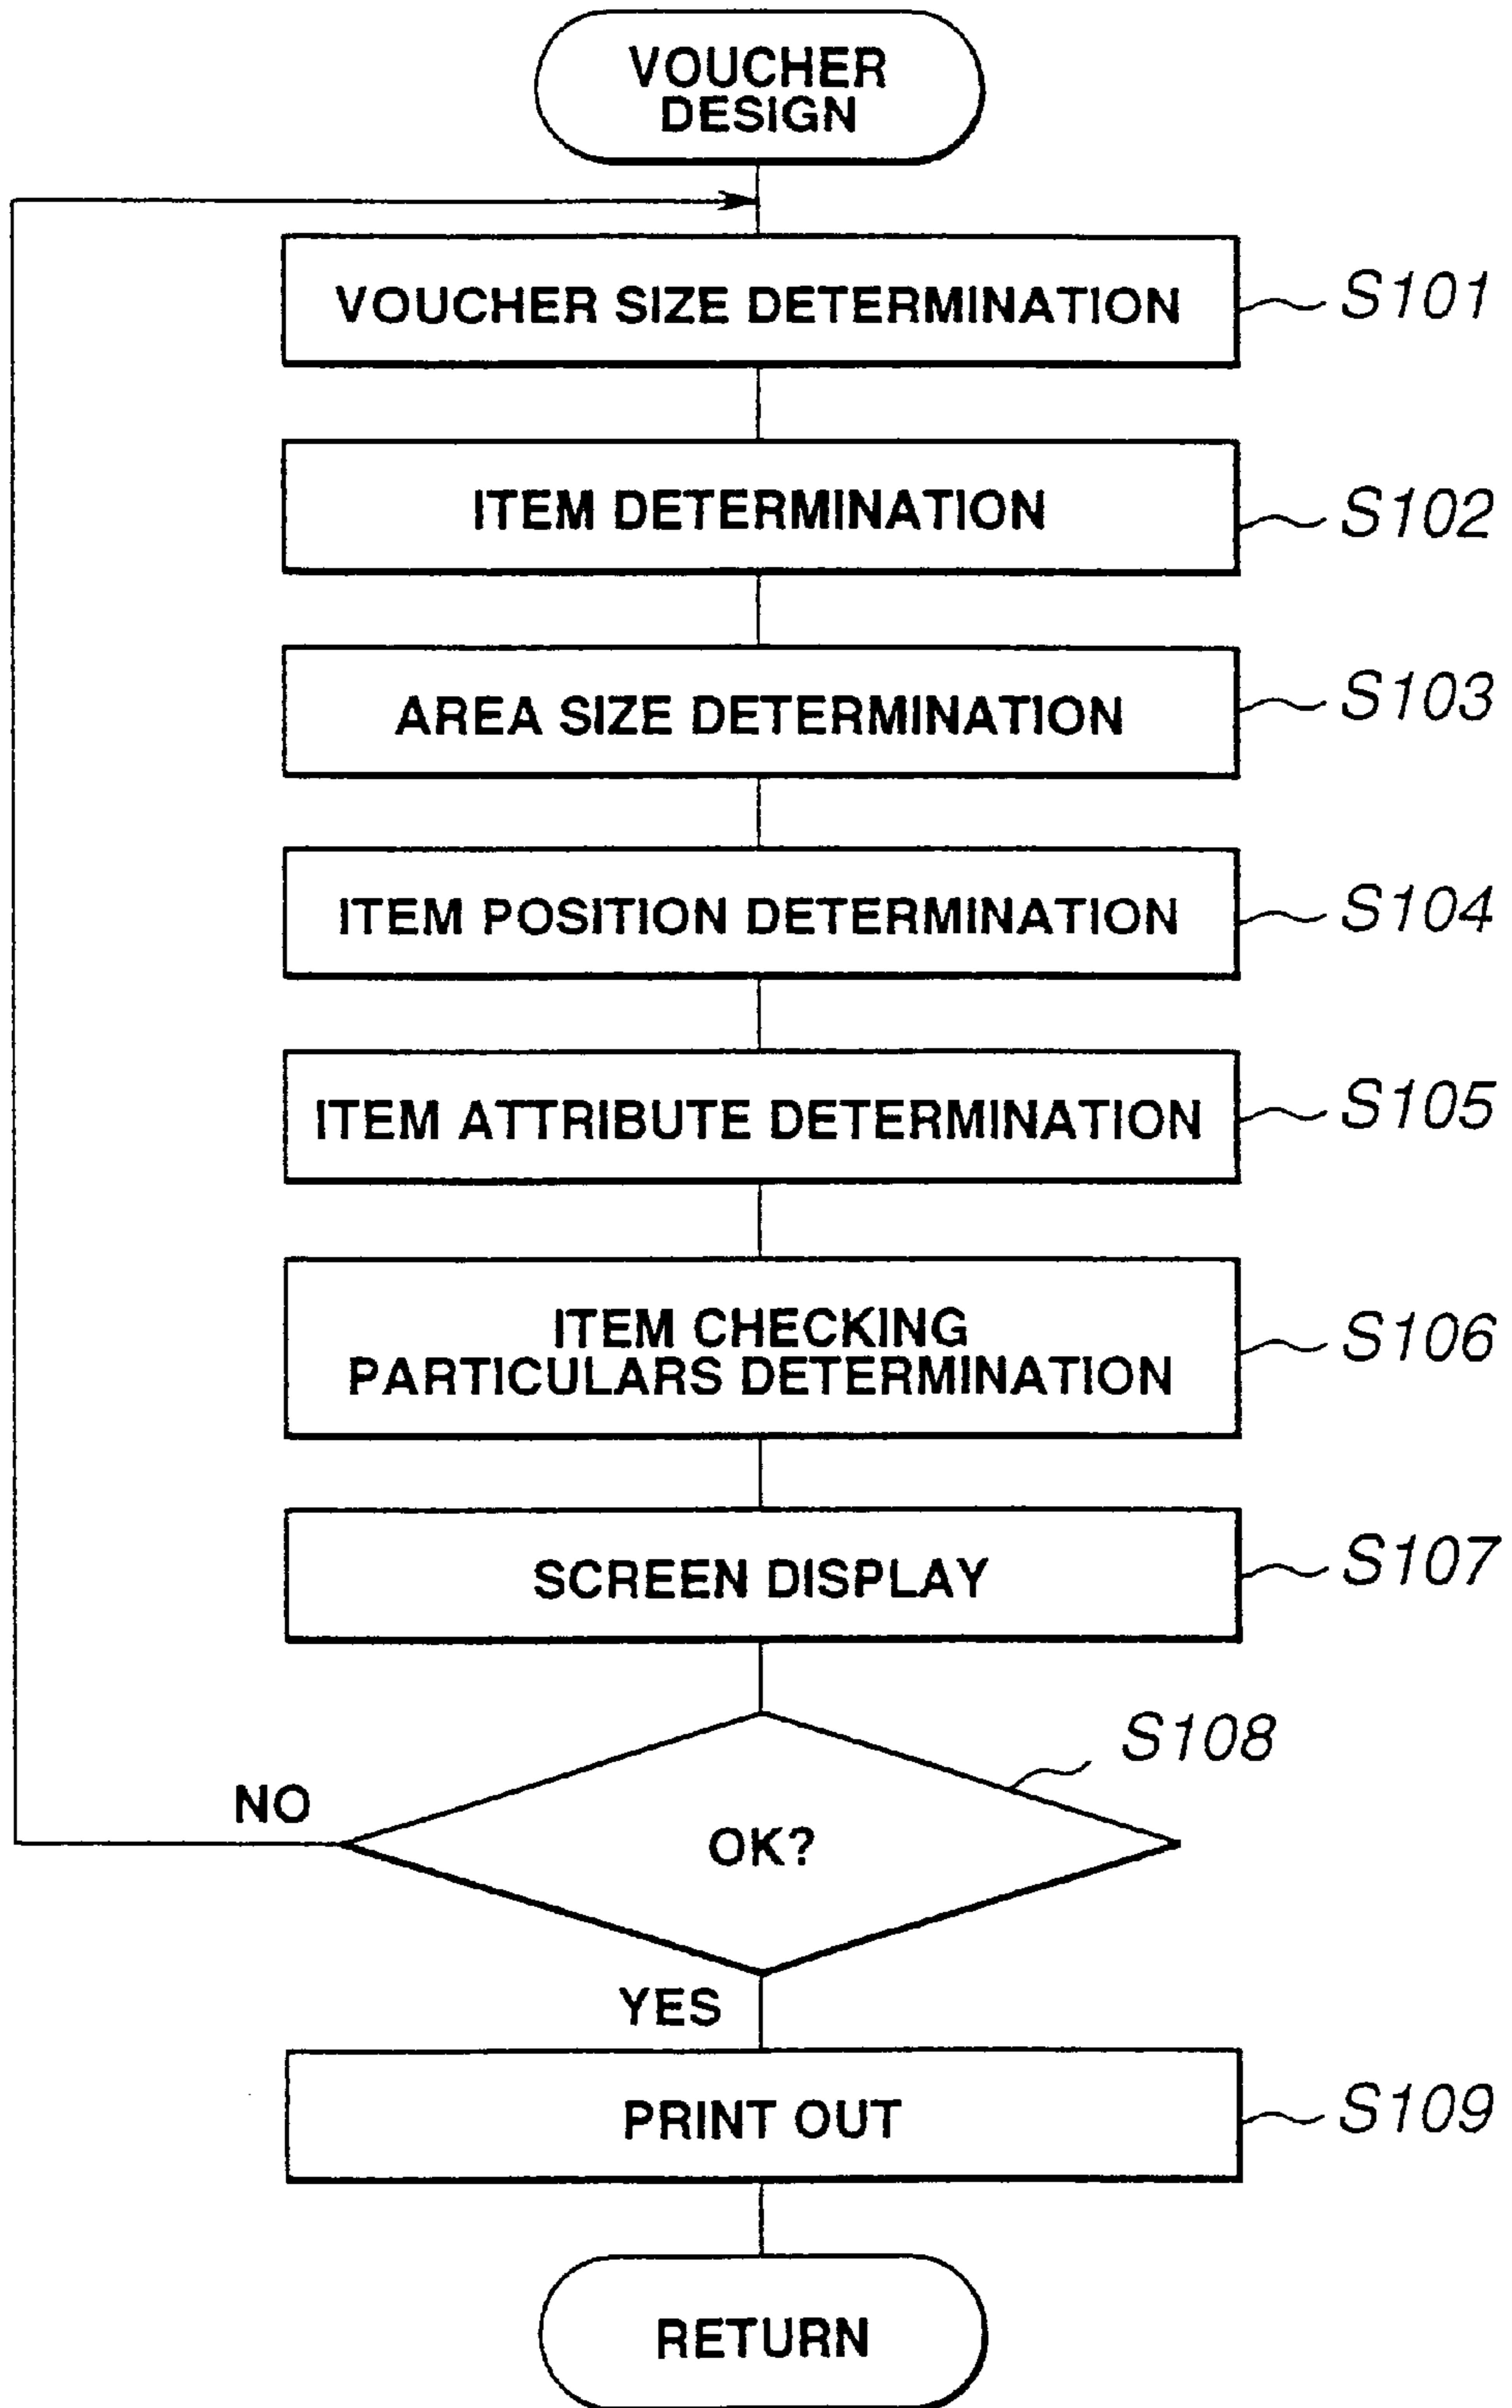 VOUCHER
DESIGN
VOUCHER SIZE DETERMINATION
S101
ITEM DETERMINATION
S102
AREA SIZE DETERMINATION
S103
ITEM POSITION DETERMINATION
S104
ITEM ATTRIBUTE DETERMINATION
S105
ITEM CHECKING
PARTICULARS DETERMINATION
S106
SCREEN DISPLAY
S107
S108
NO
OK?
YES
PRINT OUT
S109
RETURN